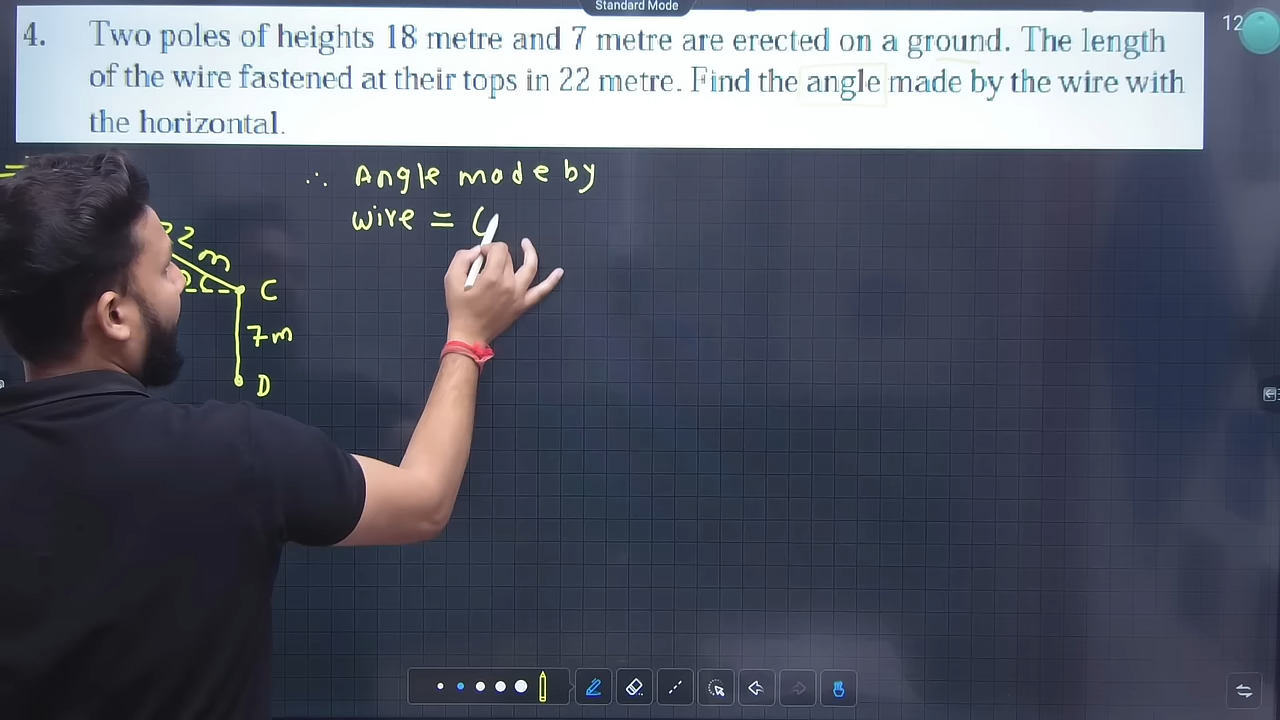 Standard Mode
12
4. Two poles of heights 18 metre and 7 metre are erected on a ground. The length
of the wire fastened at their tops in 22 metre. Find the angle made by the wire with
the horizontal.
∴ Angle made by
wire =
2 m
C
7m
D